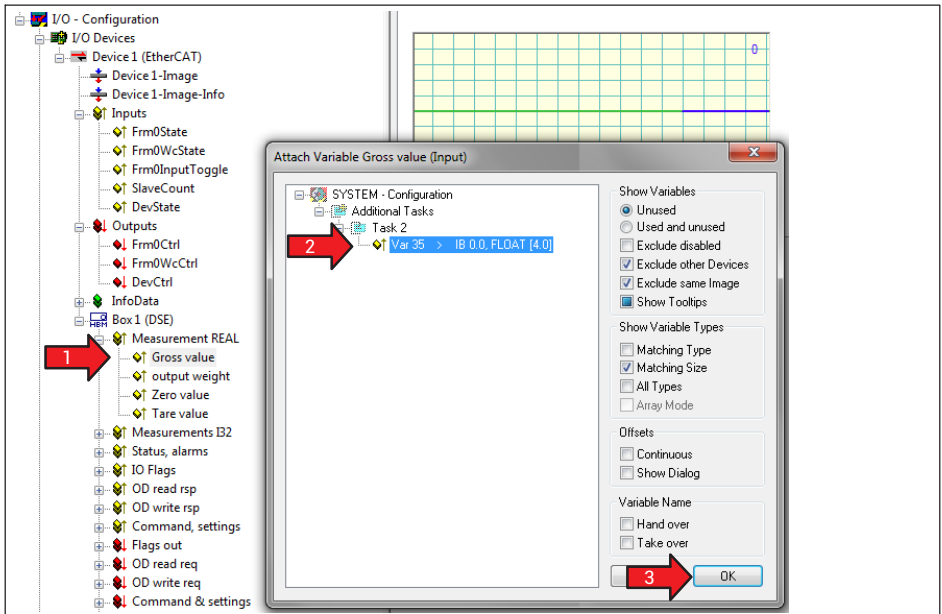 I/O - Configuration
I/O Devices
Device 1 (EtherCAT)
Device 1-Image
Device 1-Image-Info
Inputs
Frm0State
Frm0WcState
Frm0InputToggle
SlaveCount
DevState
Outputs
Frm0Ctrl
Frm0WcCtrl
DevCtrl
InfoData
HBM
Box 1 (DSE)
Measurement REAL
1
Gross value
output weight
Zero value
Tare value
Measurements I32
Status, alarms
IO Flags
OD read rsp
OD write rsp
Command, settings
Flags out
OD read req
OD write req
Command & settings
0
Attach Variable Gross value (Input)
SYSTEM - Configuration
Additional Tasks
Task 2
2
Var 35 > IB 0.0, FLOAT [4.0]
Show Variables
Unused
Used and unused
Exclude disabled
Exclude other Devices
Exclude same Image
Show Tooltips
Show Variable Types
Matching Type
Matching Size
All Types
Array Mode
Offsets
Continuous
Show Dialog
Variable Name
Hand over
Take over
3
OK